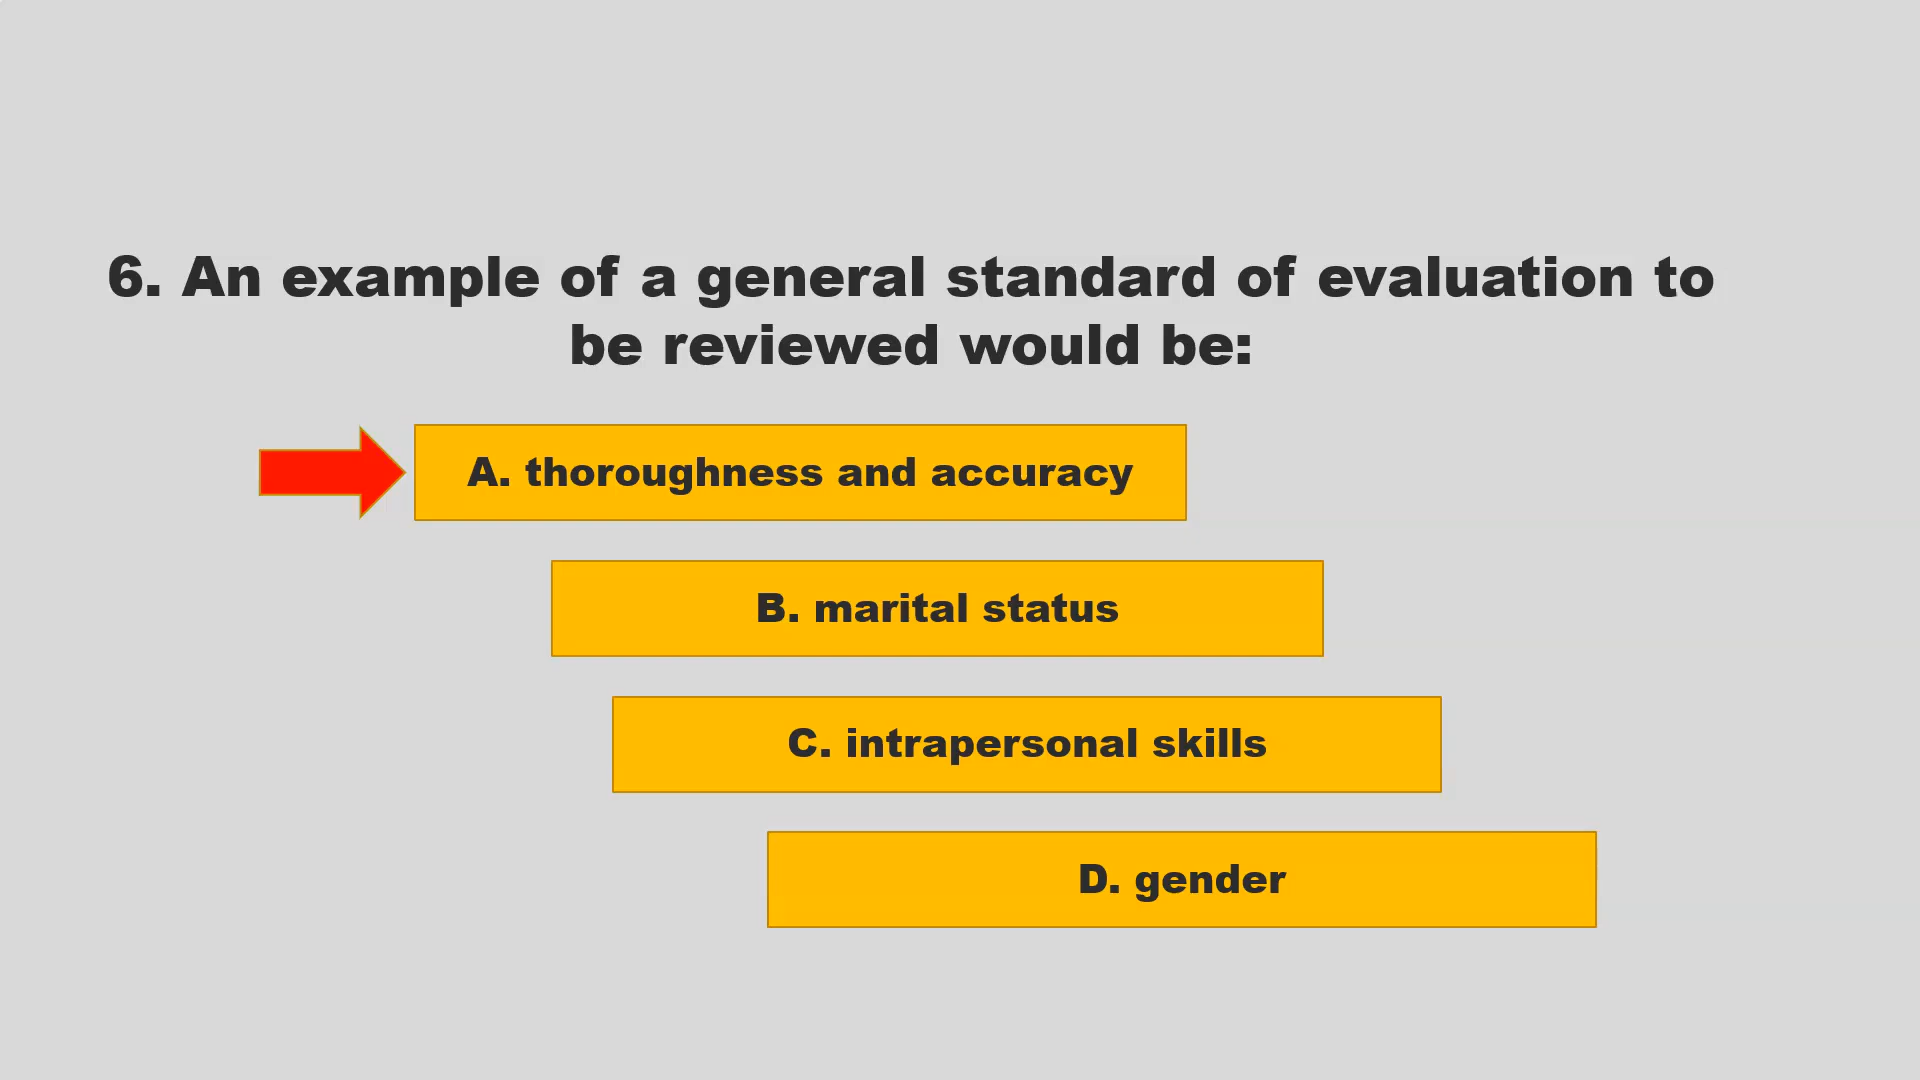 6. An example of a general standard of evaluation to
be reviewed would be:
A. thoroughness and accuracy
B. marital status
C. intrapersonal skills
D. gender